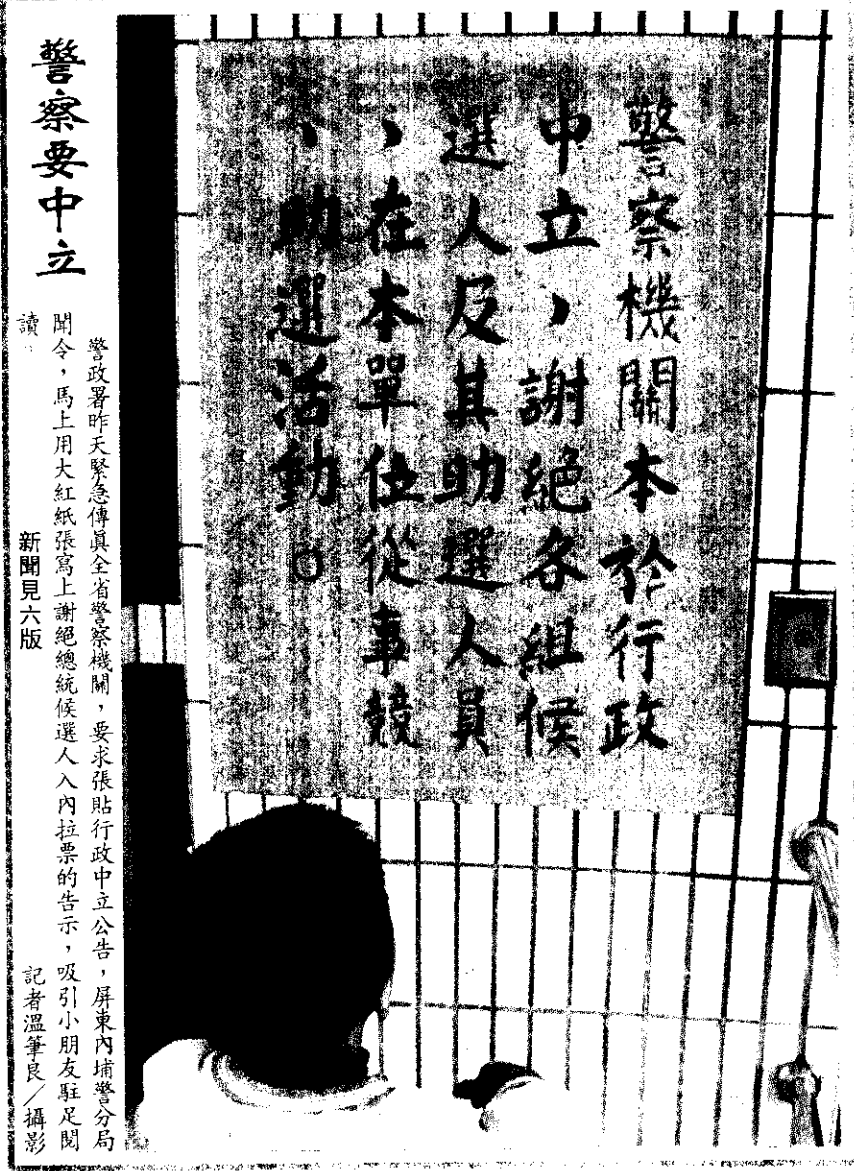 警察機關本於行政
中立，謝絕各組候
選人及其助選人員
，在本單位從事競
、助選活動。
警察要中立
警政署昨天緊急傳眞全省警察機關，要求張貼行政中立公告，屏東內埔警分局
聞令，馬上用大紅紙張寫上謝絕總統候選人入內拉票的告示，吸引小朋友駐足閱
讀。
新聞見六版
記者溫筆良／攝影